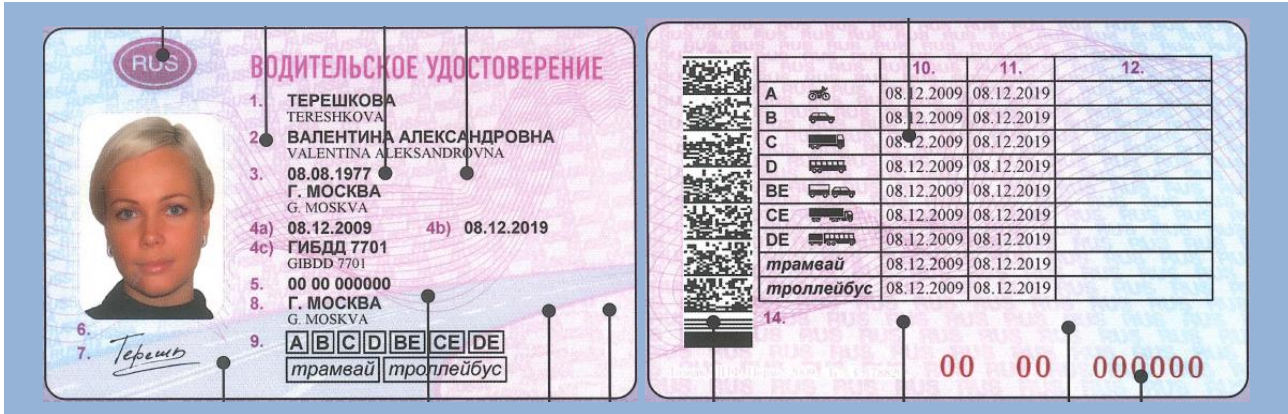 RUS
ВОДИТЕЛЬСКОЕ УДОСТОВЕРЕНИЕ
1. ТЕРЕШКОВА
TERESHKOVA
2. ВАЛЕНТИНА АЛЕКСАНДРОВНА
VALENTINA ALEKSANDROVNA
3. 08.08.1977
Г. МОСКВА
G. MOSKVA
4a) 08.12.2009 4b) 08.12.2019
4c) ГИБДД 7701
GIBDD 7701
5. 00 00 000000
8. Г. МОСКВА
G. MOSKVA
6.
7. Tepeшь
9. A B C D BE CE DE
трамвай троллейбус
10. 11. 12.
A 08.12.2009 08.12.2019
B 08.12.2009 08.12.2019
C 08.12.2009 08.12.2019
D 08.12.2009 08.12.2019
BE 08.12.2009 08.12.2019
CE 08.12.2009 08.12.2019
DE 08.12.2009 08.12.2019
трамвай 08.12.2009 08.12.2019
троллейбус 08.12.2009 08.12.2019
14.
00 00 000000